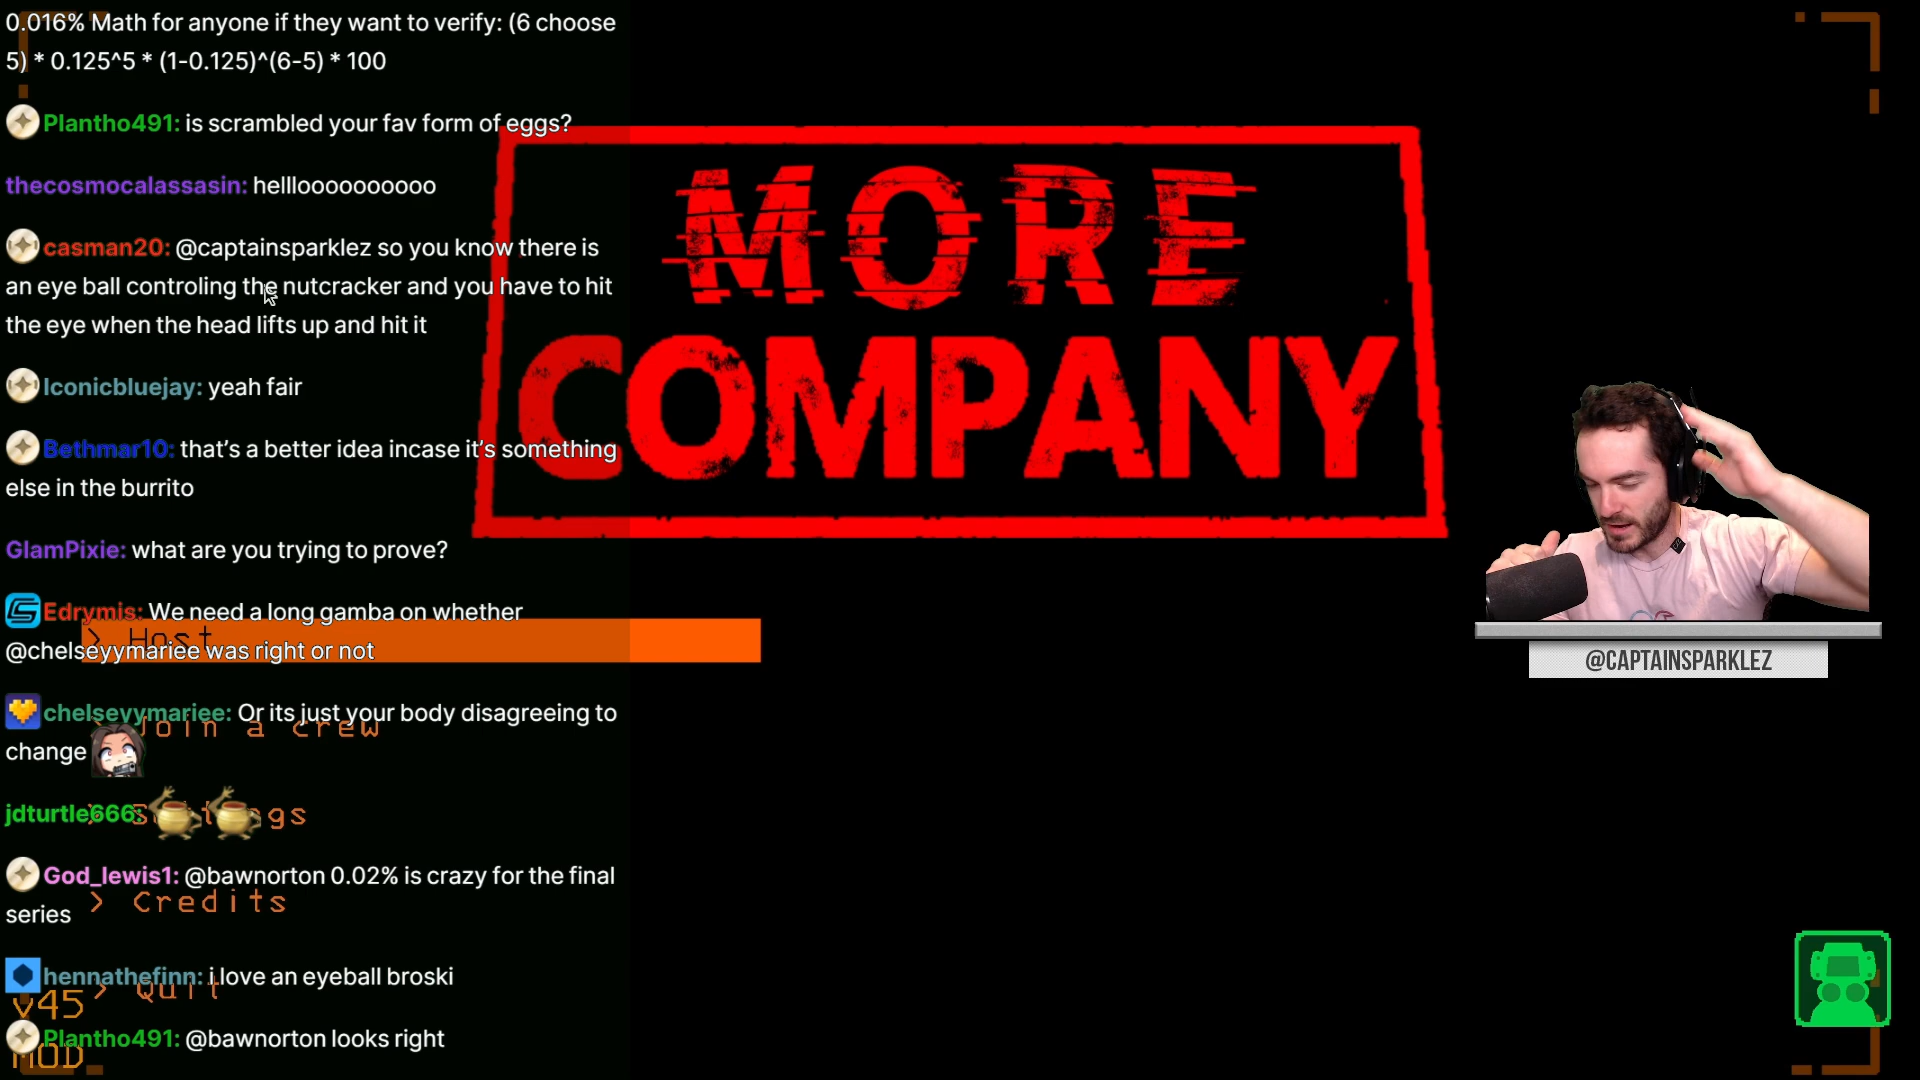 0.016% Math for anyone if they want to verify: (6 choose
5) * 0.125^5 * (1-0.125)^(6-5) * 100
Plantho491: is scrambled your fav form of eggs?
thecosmocalassasin: hellloooooooooo
casman20: @captainsparklez so you know there is
an eye ball controling the nutcracker and you have to hit
the eye when the head lifts up and hit it
Iconicbluejay: yeah fair
Bethmar10: that's a better idea incase it's something
else in the burrito
GlamPixie: what are you trying to prove?
Edrymis: We need a long gamba on whether
@chelseyymariee was right or not
chelseyymariee: Or its just your body disagreeing to
change
jdturtle666:
God_lewis1: @bawnorton 0.02% is crazy for the final
series
hennathefinn: i love an eyeball broski
Plantho491: @bawnorton looks right
MORE
COMPANY
> Host
> Join a crew
> Settings
> Credits
> Quit
v45
MOD
@CAPTAINSPARKLEZ